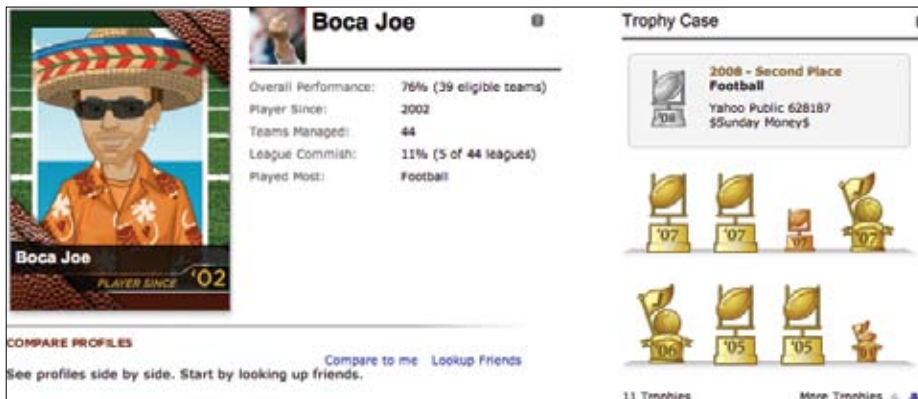 Boca Joe
Overall Performance: 76% (39 eligible teams)
Player Since: 2002
Teams Managed: 44
League Commish: 11% (5 of 44 leagues)
Played Most: Football
Boca Joe
PLAYER SINCE '02
COMPARE PROFILES
Compare to me Lookup Friends
See profiles side by side. Start by looking up friends.
Trophy Case
2008 - Second Place
Football
Yahoo Public 628187
$Sunday Money$
'08
'07 '07 '07 '07
'06 '05 '05
11 Trophies More Trophies